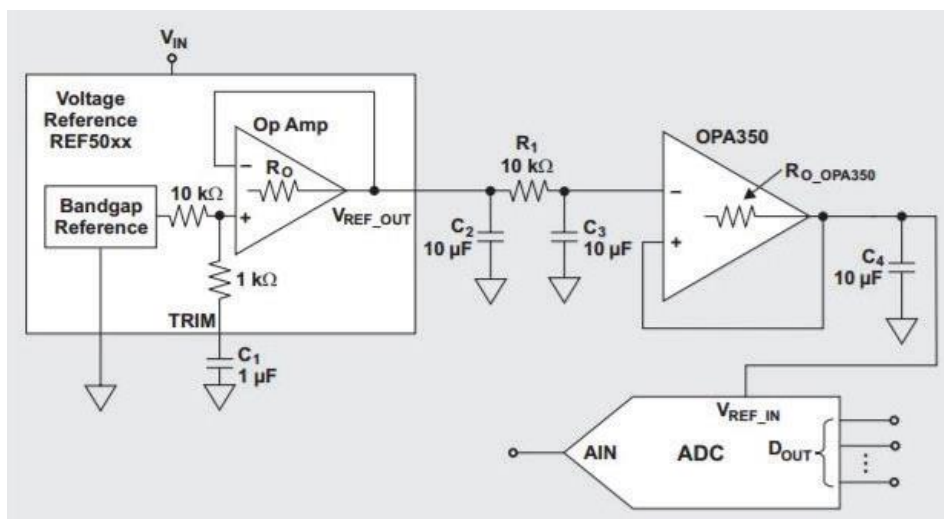 VIN
Voltage
Reference
REF50xx
Op Amp
OPA350
−
RO
+
10 kΩ
Bandgap
Reference
VREF_OUT
1 kΩ
TRIM
C1
1 µF
R1
10 kΩ
C2
10 µF
C3
10 µF
−
RO_OPA350
+
C4
10 µF
VREF_IN
AIN
ADC
DOUT